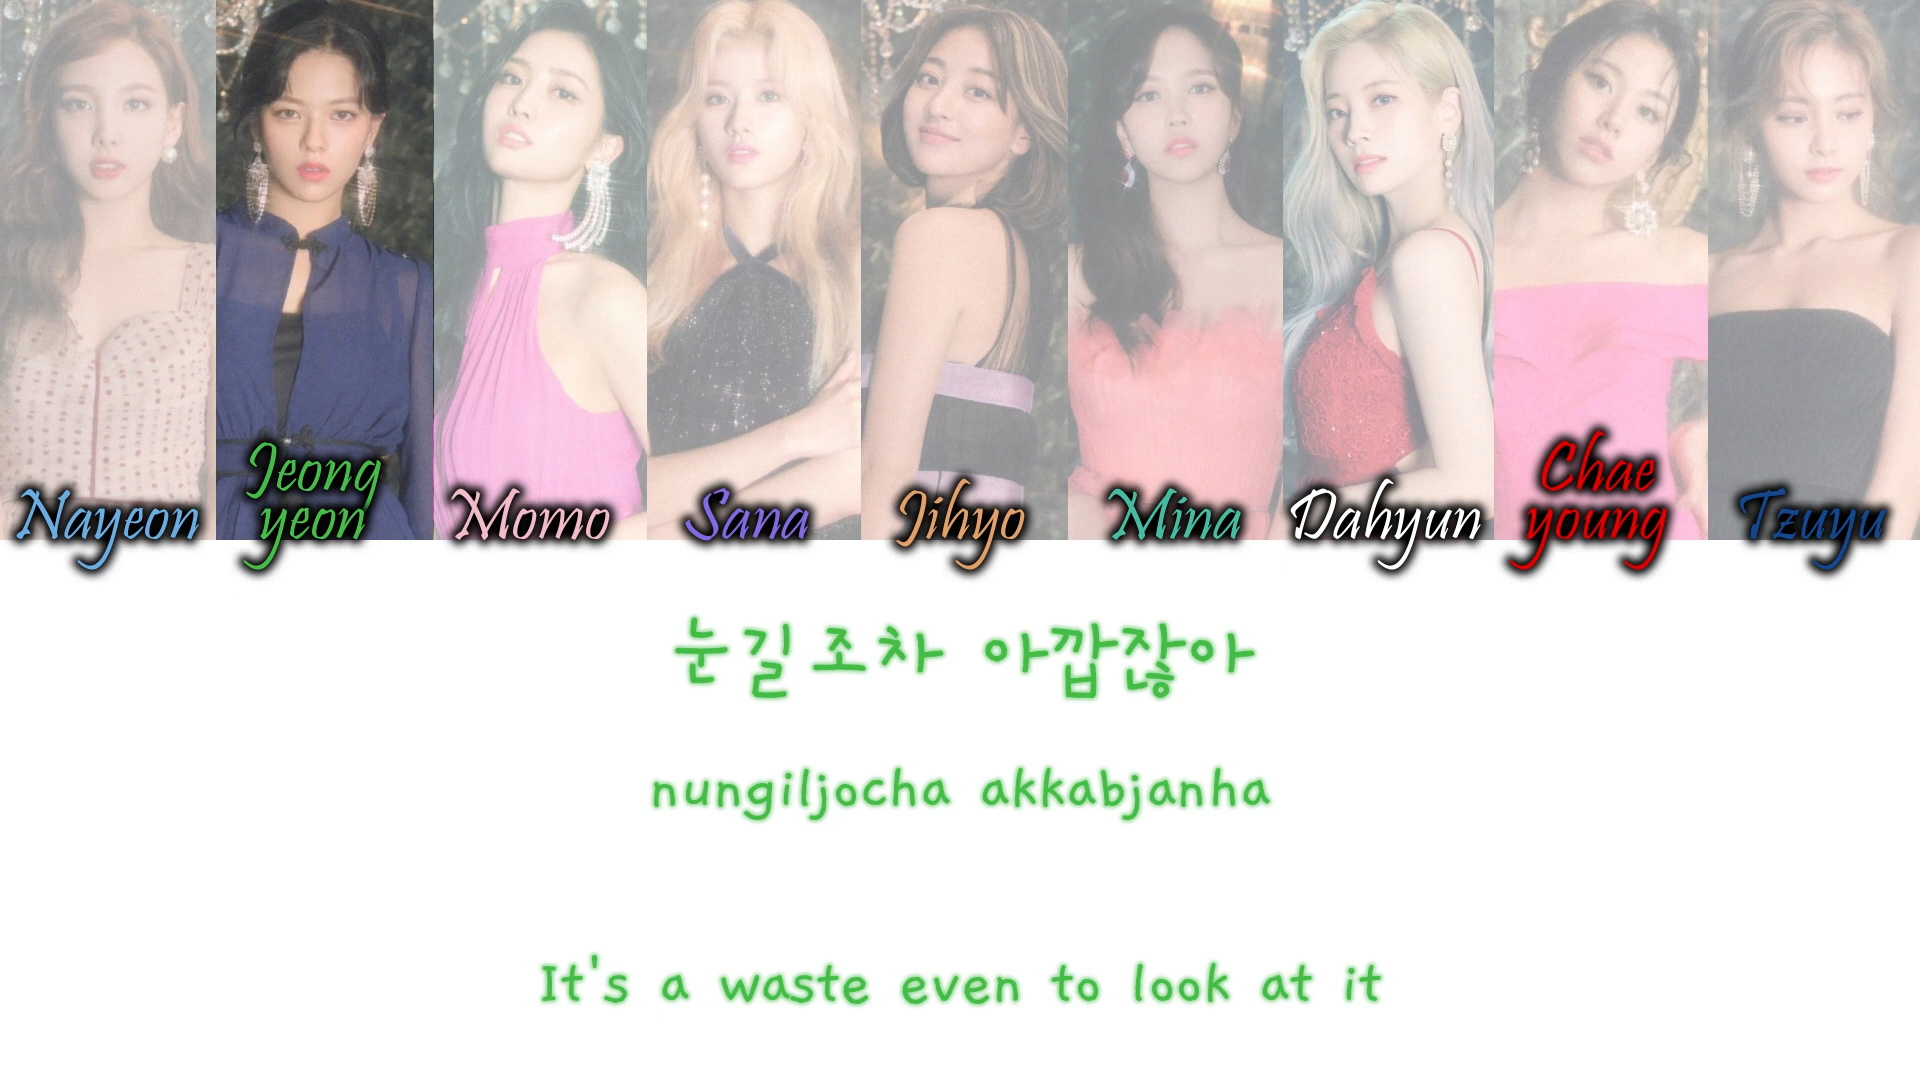 Nayeon
Jeong
yeon
Momo
Sana
Jihyo
Mina
Dahyun
Chae
young
Tzuyu
눈길조차 아깝잖아
nungiljocha akkabjanha
It's a waste even to look at it